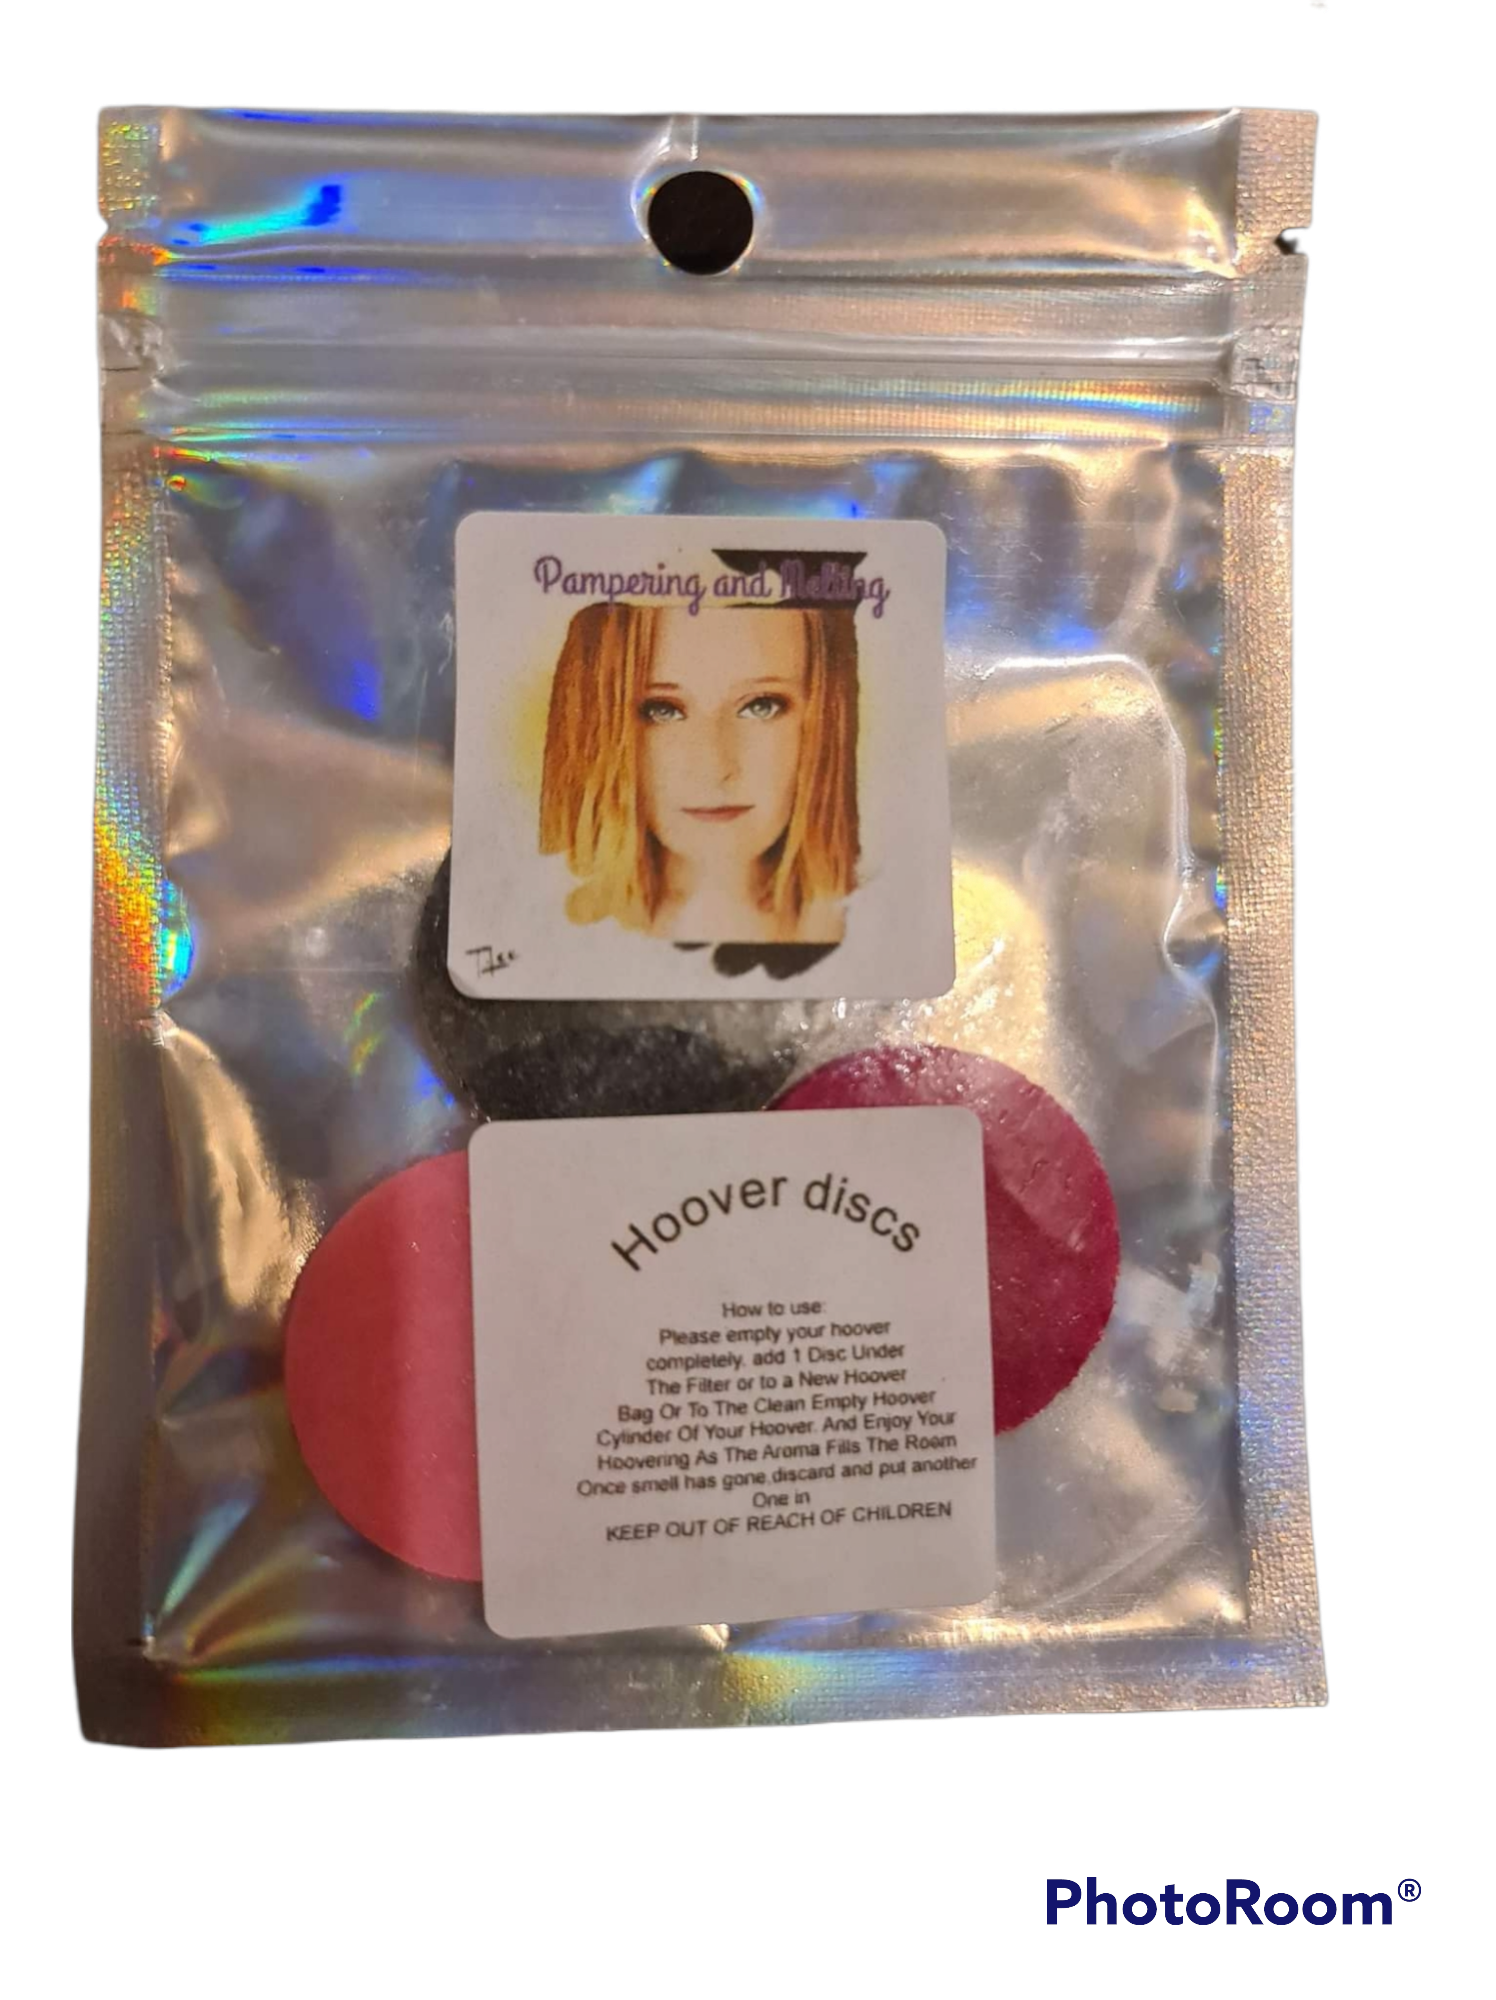 Pampering and Melting
Hoover discs
How to use:
Please empty your hoover
completely, add 1 Disc Under
The Filter or to a New Hoover
Bag Or To The Clean Empty Hoover
Cylinder Of Your Hoover. And Enjoy Your
Hoovering As The Aroma Fills The Room
Once smell has gone,discard and put another
One in
KEEP OUT OF REACH OF CHILDREN
PhotoRoom®